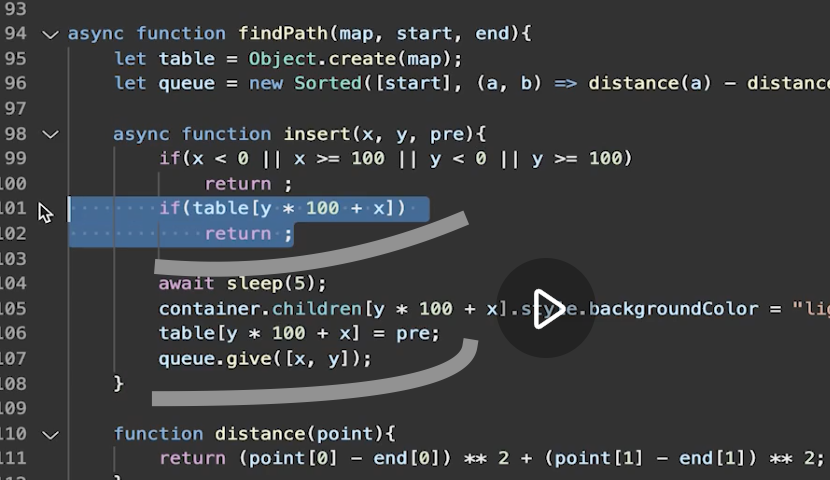 93
94 async function findPath(map, start, end){
95 let table = Object.create(map);
96 let queue = new Sorted([start], (a, b) => distance(a) - distance
97
98 async function insert(x, y, pre){
99 if(x < 0 || x >= 100 || y < 0 || y >= 100)
100 return ;
101 if(table[y * 100 + x])
102 return ;
103
104 await sleep(5);
105 container.children[y * 100 + x].style.backgroundColor = "lig
106 table[y * 100 + x] = pre;
107 queue.give([x, y]);
108 }
109
110 function distance(point){
111 return (point[0] - end[0]) ** 2 + (point[1] - end[1]) ** 2;